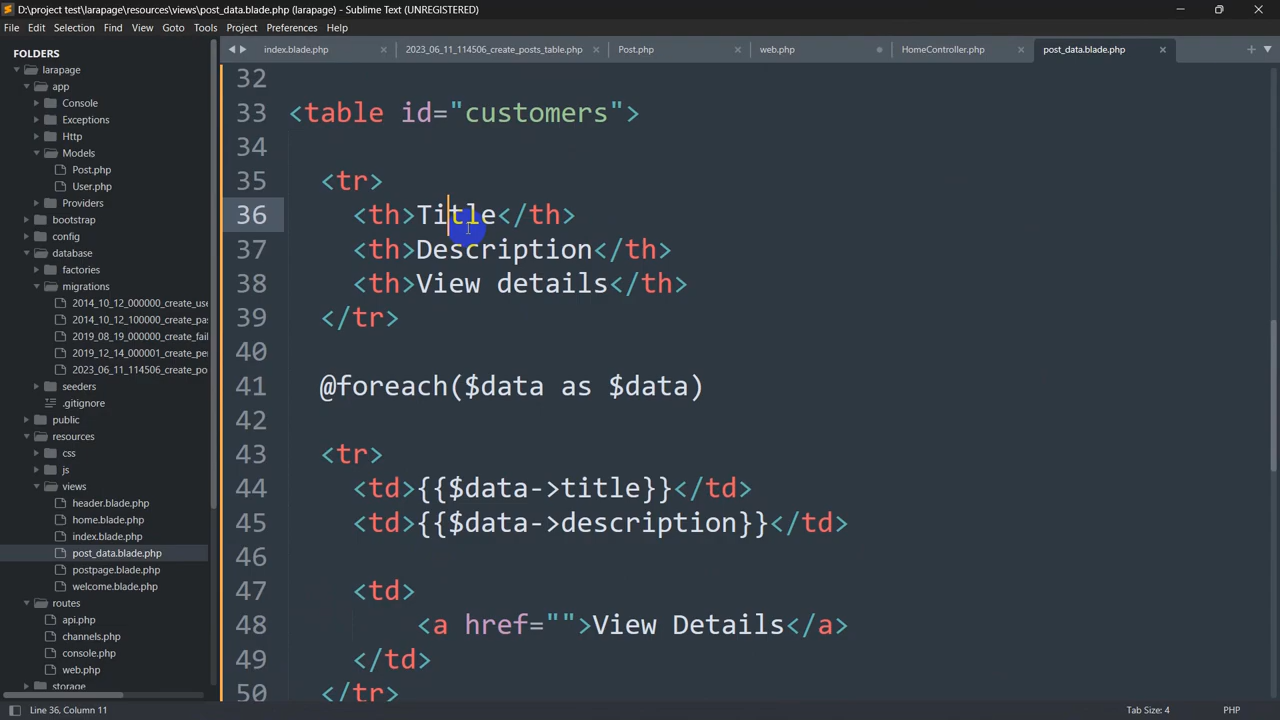 D:\project test\larapage\resources\views\post_data.blade.php (larapage) - Sublime Text (UNREGISTERED)
File Edit Selection Find View Goto Tools Project Preferences Help
index.blade.php 2023_06_11_114506_create_posts_table.php Post.php web.php HomeController.php post_data.blade.php
FOLDERS
larapage
app
Console
Exceptions
Http
Models
Post.php
User.php
Providers
bootstrap
config
database
factories
migrations
2014_10_12_000000_create_use
2014_10_12_100000_create_pas
2019_08_19_000000_create_fail
2019_12_14_000001_create_per
2023_06_11_114506_create_po
seeders
.gitignore
public
resources
css
js
views
header.blade.php
home.blade.php
index.blade.php
post_data.blade.php
postpage.blade.php
welcome.blade.php
routes
api.php
channels.php
console.php
web.php
storage
32
33 <table id="customers">
34
35 <tr>
36 <th>Title</th>
37 <th>Description</th>
38 <th>View details</th>
39 </tr>
40
41 @foreach($data as $data)
42
43 <tr>
44 <td>{{$data->title}}</td>
45 <td>{{$data->description}}</td>
46
47 <td>
48 <a href="">View Details</a>
49 </td>
50 </tr>
Line 36, Column 11
Tab Size: 4 PHP